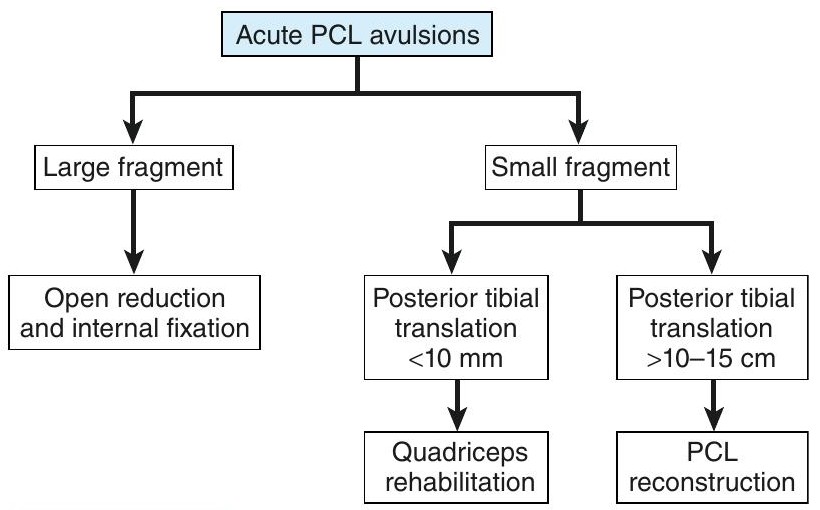 Acute PCL avulsions
Large fragment
Small fragment
Open reduction
and internal fixation
Posterior tibial
translation
<10 mm
Posterior tibial
translation
>10–15 cm
Quadriceps
rehabilitation
PCL
reconstruction